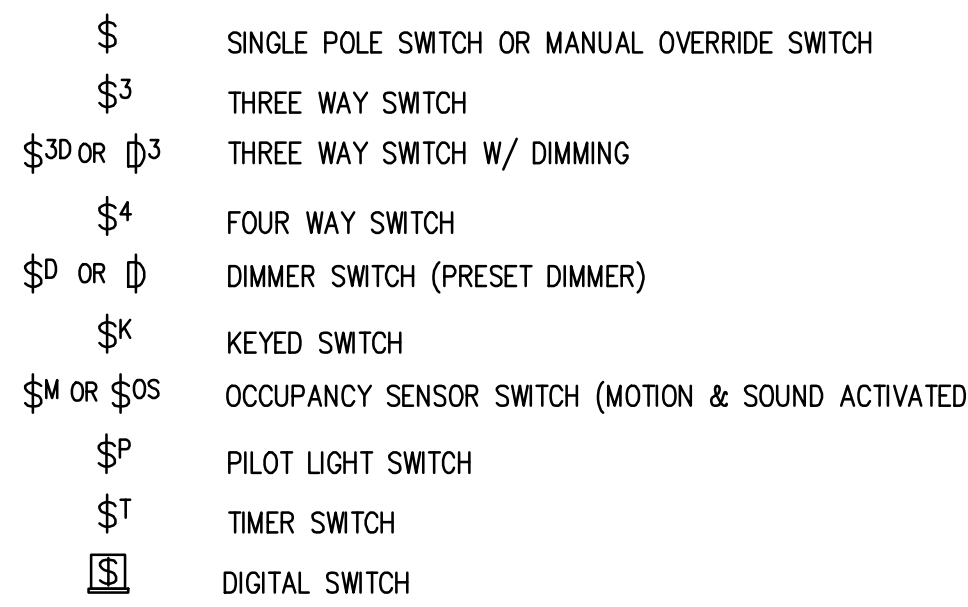 $ SINGLE POLE SWITCH OR MANUAL OVERRIDE SWITCH
$3 THREE WAY SWITCH
$3D OR D3 THREE WAY SWITCH W/ DIMMING
$4 FOUR WAY SWITCH
$D OR D DIMMER SWITCH (PRESET DIMMER)
$K KEYED SWITCH
$M OR $OS OCCUPANCY SENSOR SWITCH (MOTION & SOUND ACTIVATED
$P PILOT LIGHT SWITCH
$T TIMER SWITCH
$ DIGITAL SWITCH